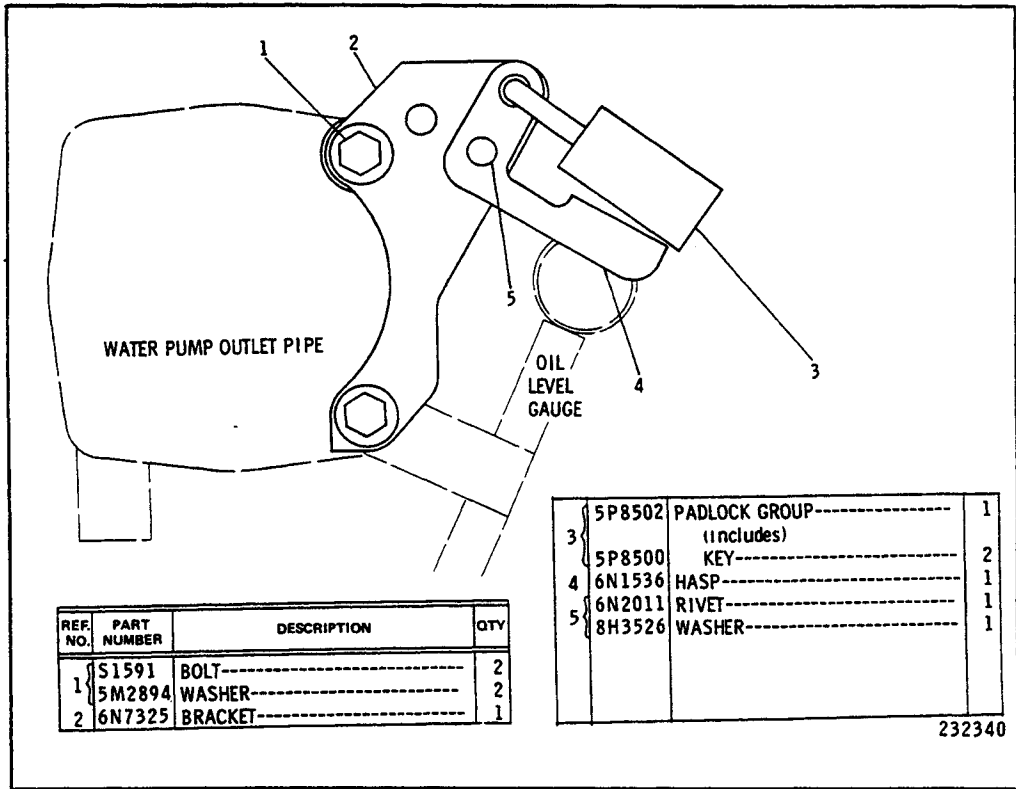 1
2
WATER PUMP OUTLET PIPE
5
OIL
LEVEL
GAUGE
4
3
REF. NO. PART NUMBER DESCRIPTION QTY
1 { S1591 BOLT 2
5M2894 WASHER 2
2 6N7325 BRACKET 1
3 { 5P8502 PADLOCK GROUP 1
(includes)
5P8500 KEY 2
4 6N1536 HASP 1
5 { 6N2011 RIVET 1
8H3526 WASHER 1
232340